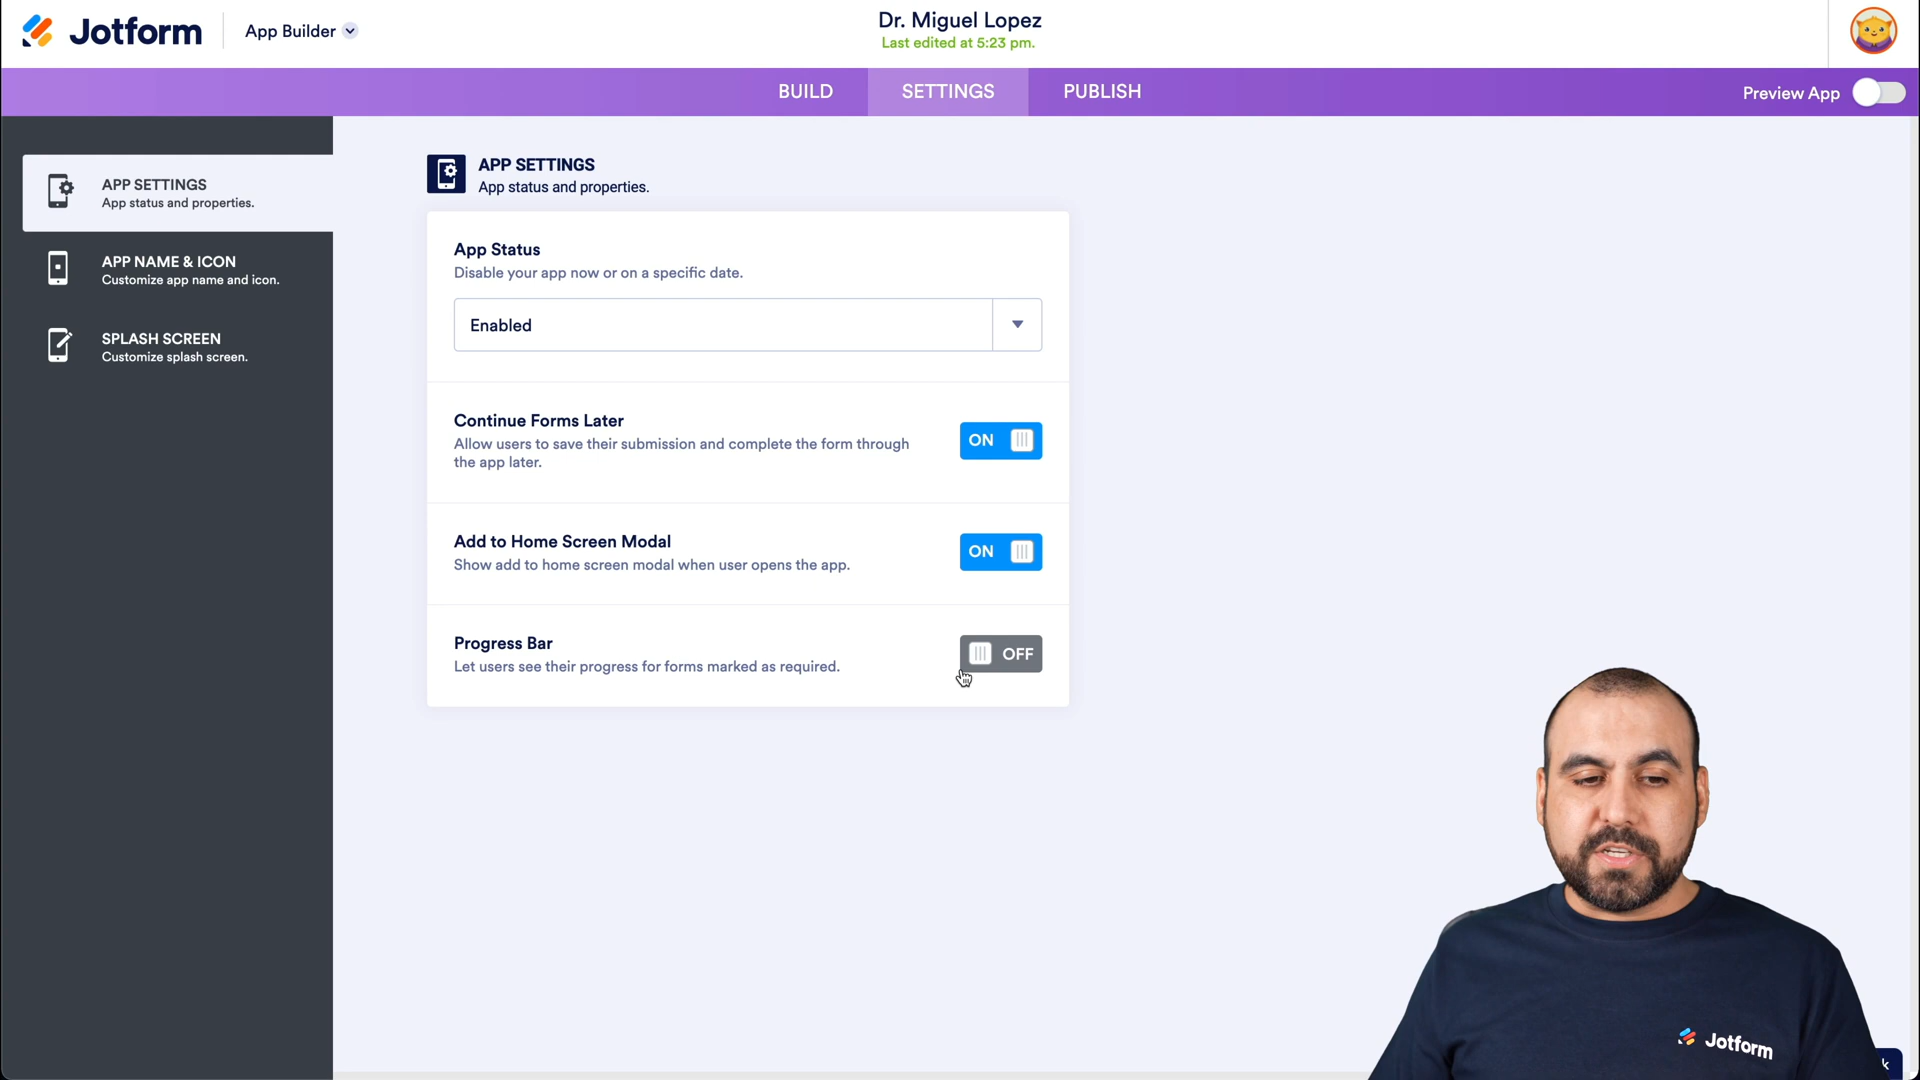 Jotform
App Builder
Dr. Miguel Lopez
Last edited at 5:23 pm.
BUILD
SETTINGS
PUBLISH
Preview App
APP SETTINGS
App status and properties.
APP NAME & ICON
Customize app name and icon.
SPLASH SCREEN
Customize splash screen.
APP SETTINGS
App status and properties.
App Status
Disable your app now or on a specific date.
Enabled
Continue Forms Later
Allow users to save their submission and complete the form through
the app later.
ON
Add to Home Screen Modal
Show add to home screen modal when user opens the app.
ON
Progress Bar
Let users see their progress for forms marked as required.
OFF
Jotform